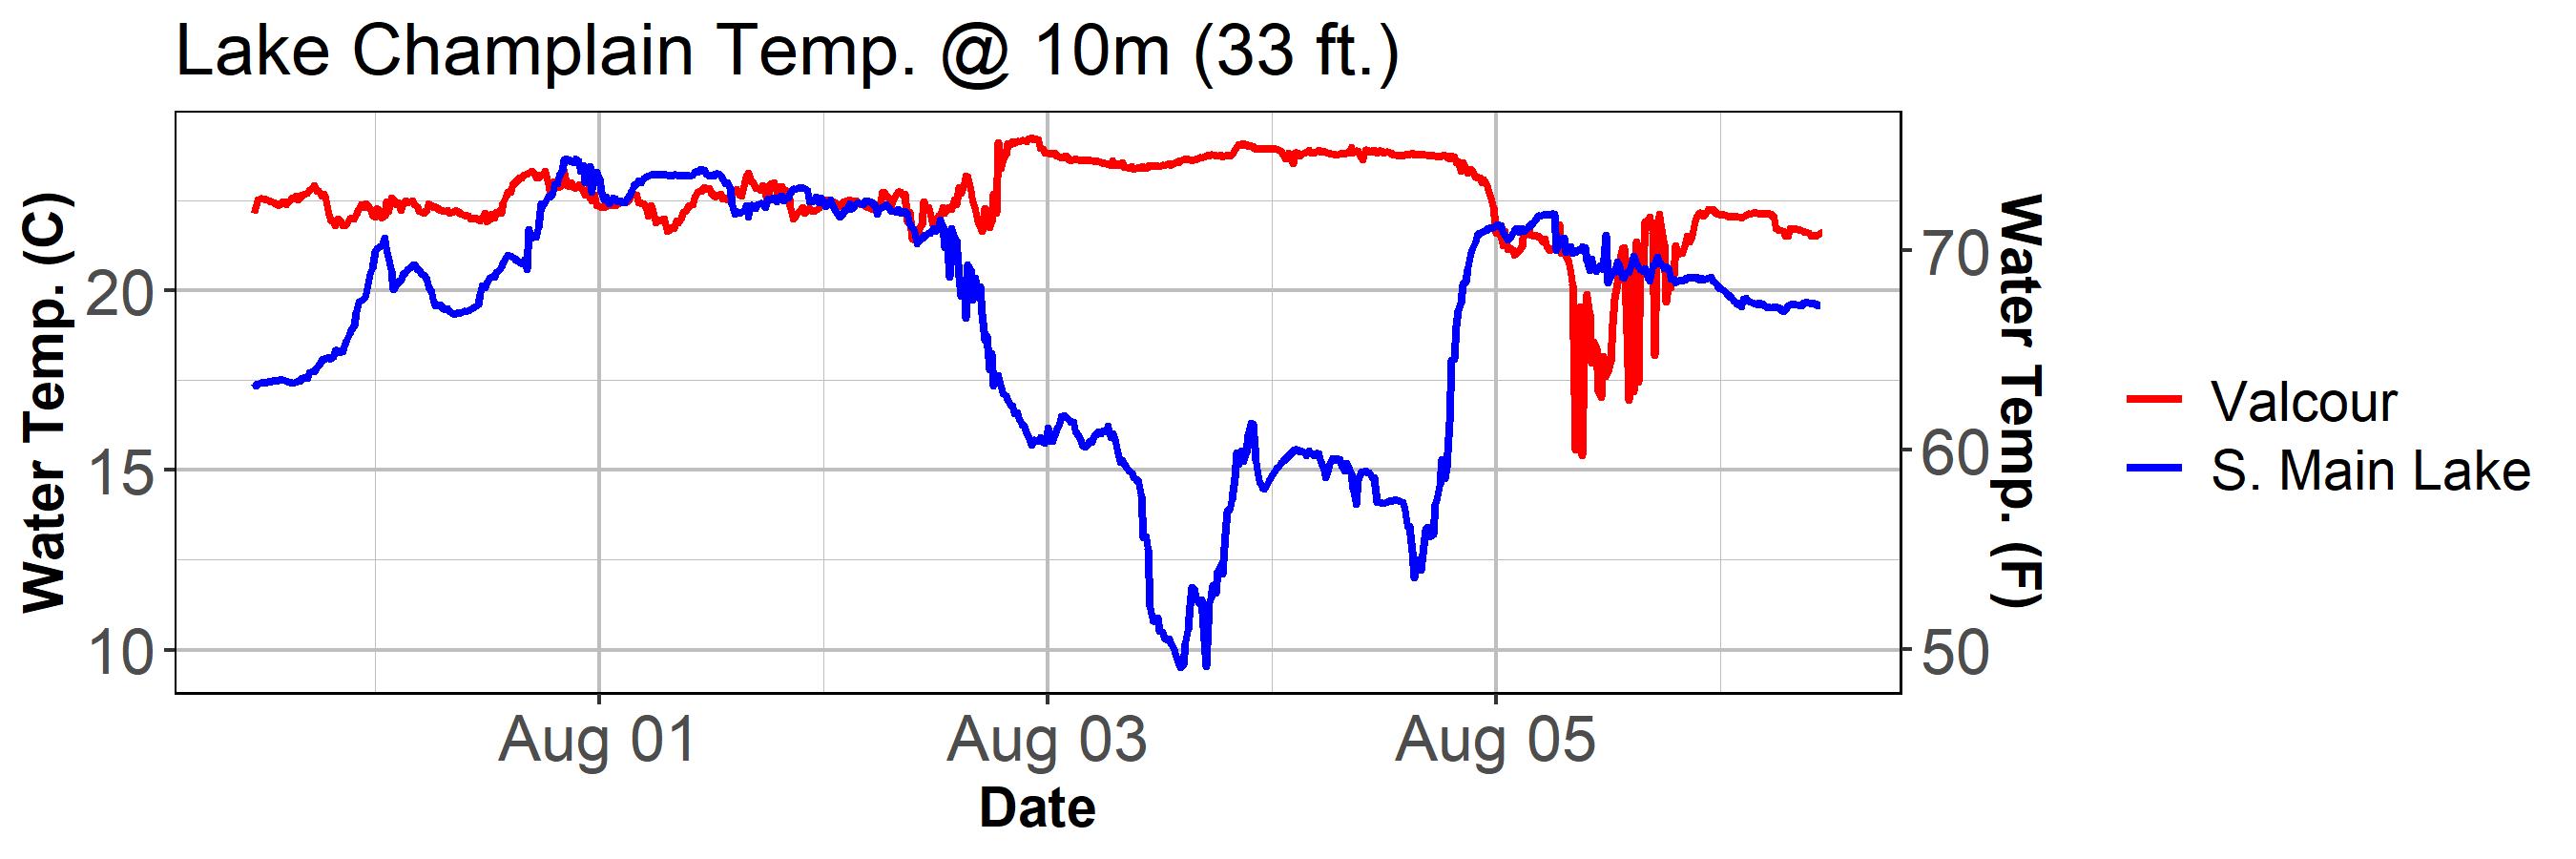 Lake Champlain Temp. @ 10m (33 ft.)
Water Temp. (C)
20
15
10
Aug 01
Aug 03
Aug 05
Date
70
60
50
Water Temp. (F)
Valcour
S. Main Lake